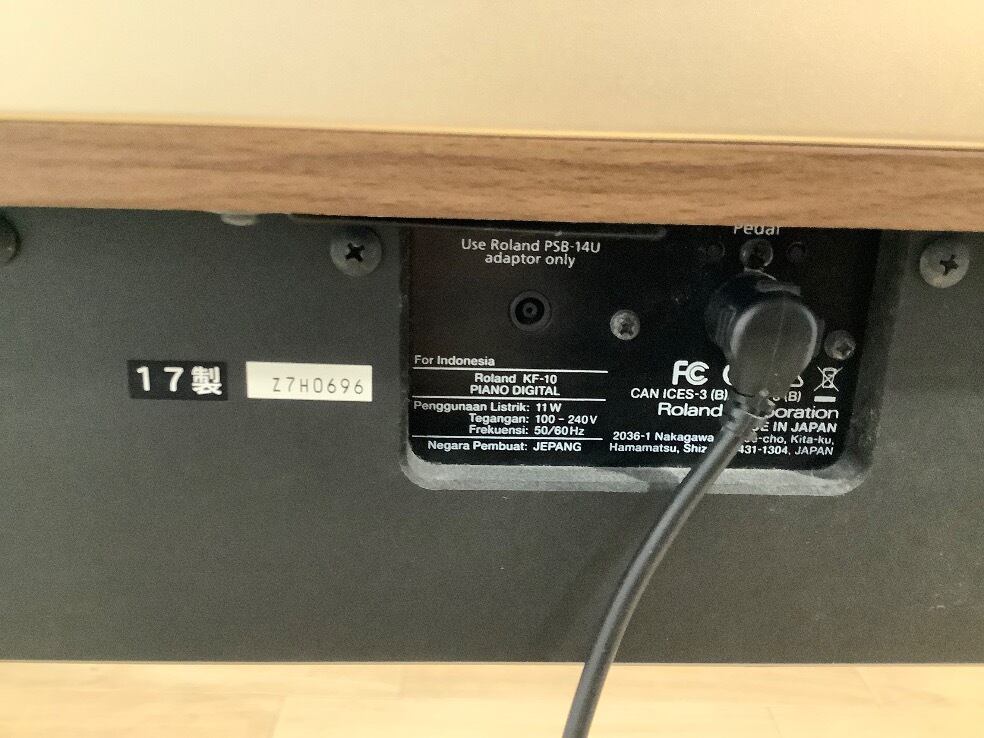 Use Roland PSB-14U
adaptor only
Pedal
17製
Z7H0696
For Indonesia
Roland KF-10
PIANO DIGITAL
Penggunaan Listrik: 11 W
Tegangan: 100 - 240 V
Frekuensi: 50/60 Hz
Negara Pembuat: JEPANG
FC
CAN ICES-3 (B) (B)
Roland
IN JAPAN
2036-1 Nakagawa Kita-ku,
Hamamatsu, 431-1304, JAPAN